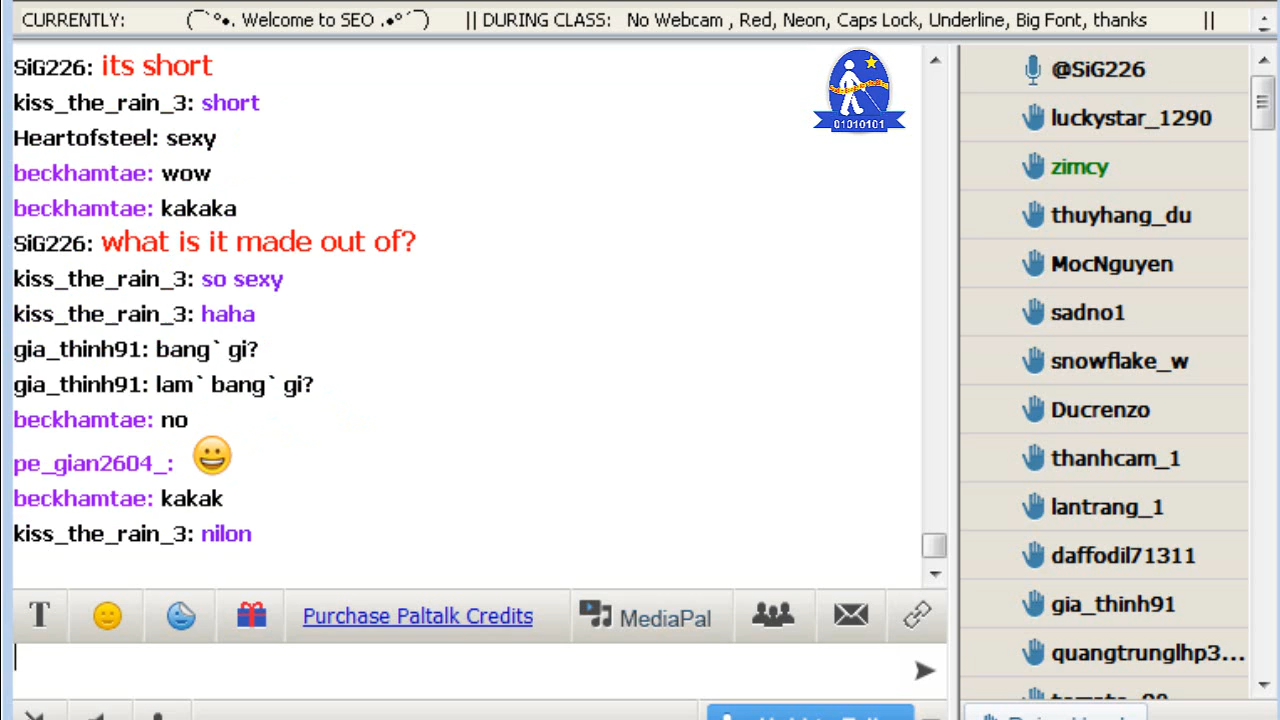 CURRENTLY: (¯`°•. Welcome to SEO .•°´¯) || DURING CLASS: No Webcam , Red, Neon, Caps Lock, Underline, Big Font, thanks ||
SiG226: its short
kiss_the_rain_3: short
Heartofsteel: sexy
beckhamtae: wow
beckhamtae: kakaka
SiG226: what is it made out of?
kiss_the_rain_3: so sexy
kiss_the_rain_3: haha
gia_thinh91: bang` gi?
gia_thinh91: lam` bang` gi?
beckhamtae: no
pe_gian2604_: 😀
beckhamtae: kakak
kiss_the_rain_3: nilon
01010101
@SiG226
luckystar_1290
zimcy
thuyhang_du
MocNguyen
sadno1
snowflake_w
Ducrenzo
thanhcam_1
lantrang_1
daffodil71311
gia_thinh91
quangtrunglhp3...
T
Purchase Paltalk Credits
MediaPal